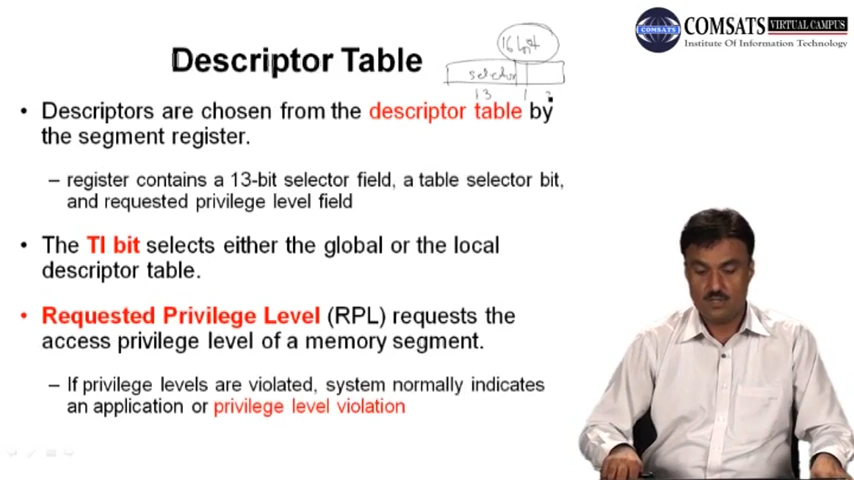 COMSATS VIRTUAL CAMPUS
Institute Of Information Technology
COMSATS
16 bit
selector
13 1 2
Descriptor Table
• Descriptors are chosen from the descriptor table by
the segment register.
– register contains a 13-bit selector field, a table selector bit,
and requested privilege level field
• The TI bit selects either the global or the local
descriptor table.
• Requested Privilege Level (RPL) requests the
access privilege level of a memory segment.
– If privilege levels are violated, system normally indicates
an application or privilege level violation